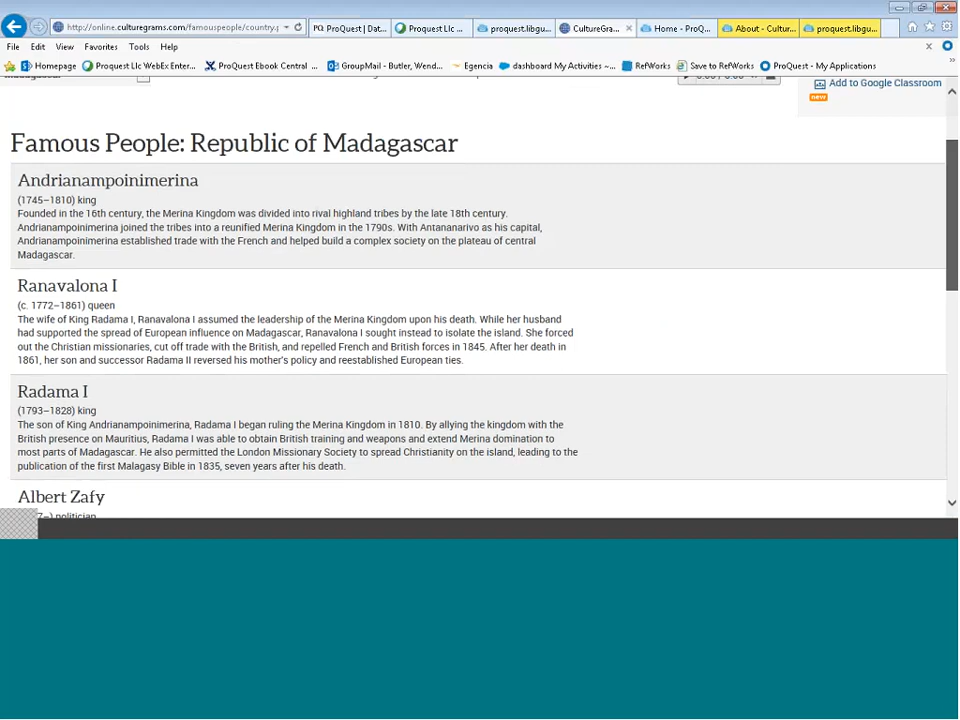 http://online.culturegrams.com/famouspeople/country.p
PQ ProQuest | Dat...
Proquest Llc ...
proquest.libgu...
CultureGra...
Home - ProQ...
About - Cultur...
proquest.libgu...
File Edit View Favorites Tools Help
Homepage Proquest Llc WebEx Enter... ProQuest Ebook Central ... GroupMail - Butler, Wend... Egencia dashboard My Activities ~... RefWorks Save to RefWorks ProQuest - My Applications
Add to Google Classroom
new
Famous People: Republic of Madagascar
Andrianampoinimerina
(1745–1810) king
Founded in the 16th century, the Merina Kingdom was divided into rival highland tribes by the late 18th century.
Andrianampoinimerina joined the tribes into a reunified Merina Kingdom in the 1790s. With Antananarivo as his capital,
Andrianampoinimerina established trade with the French and helped build a complex society on the plateau of central
Madagascar.
Ranavalona I
(c. 1772–1861) queen
The wife of King Radama I, Ranavalona I assumed the leadership of the Merina Kingdom upon his death. While her husband
had supported the spread of European influence on Madagascar, Ranavalona I sought instead to isolate the island. She forced
out the Christian missionaries, cut off trade with the British, and repelled French and British forces in 1845. After her death in
1861, her son and successor Radama II reversed his mother's policy and reestablished European ties.
Radama I
(1793–1828) king
The son of King Andrianampoinimerina, Radama I began ruling the Merina Kingdom in 1810. By allying the kingdom with the
British presence on Mauritius, Radama I was able to obtain British training and weapons and extend Merina domination to
most parts of Madagascar. He also permitted the London Missionary Society to spread Christianity on the island, leading to the
publication of the first Malagasy Bible in 1835, seven years after his death.
Albert Zafy
7–) politician